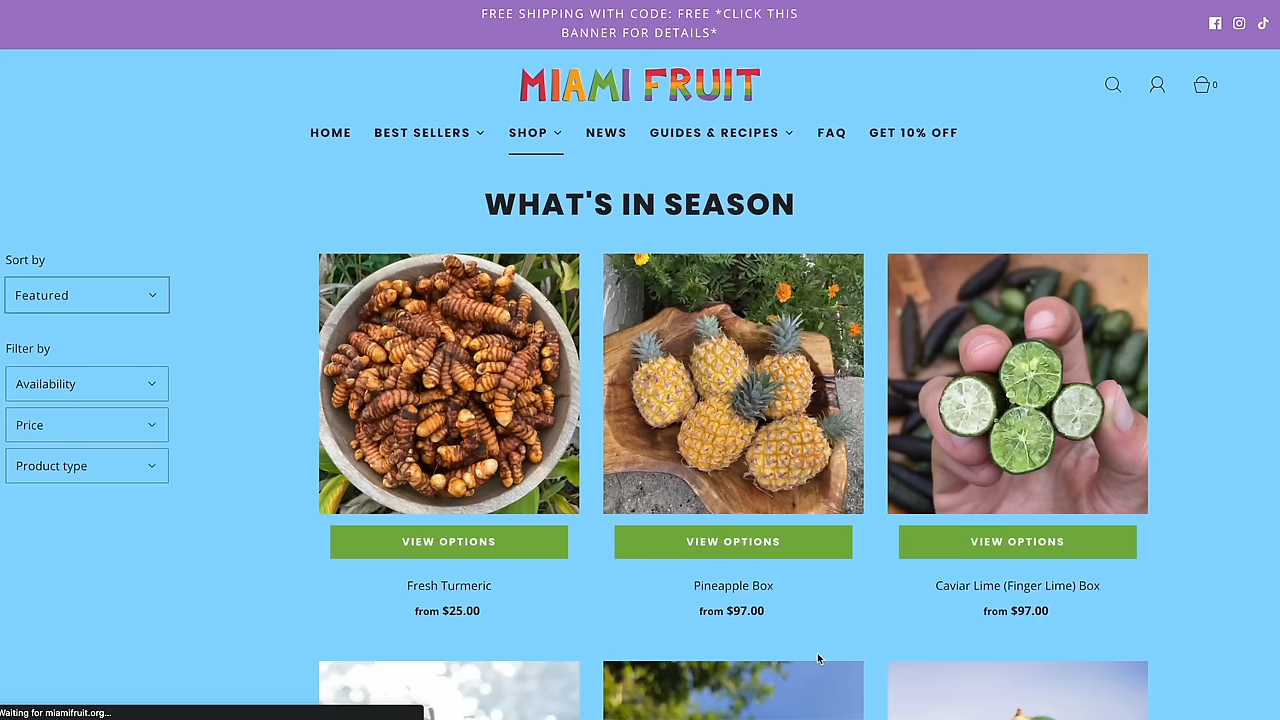 FREE SHIPPING WITH CODE: FREE *CLICK THIS
BANNER FOR DETAILS*
MIAMI FRUIT
0
HOME BEST SELLERS SHOP NEWS GUIDES & RECIPES FAQ GET 10% OFF
WHAT'S IN SEASON
Sort by
Featured
Filter by
Availability
Price
Product type
VIEW OPTIONS VIEW OPTIONS VIEW OPTIONS
Fresh Turmeric Pineapple Box Caviar Lime (Finger Lime) Box
from $25.00 from $97.00 from $97.00
Waiting for miamifruit.org...